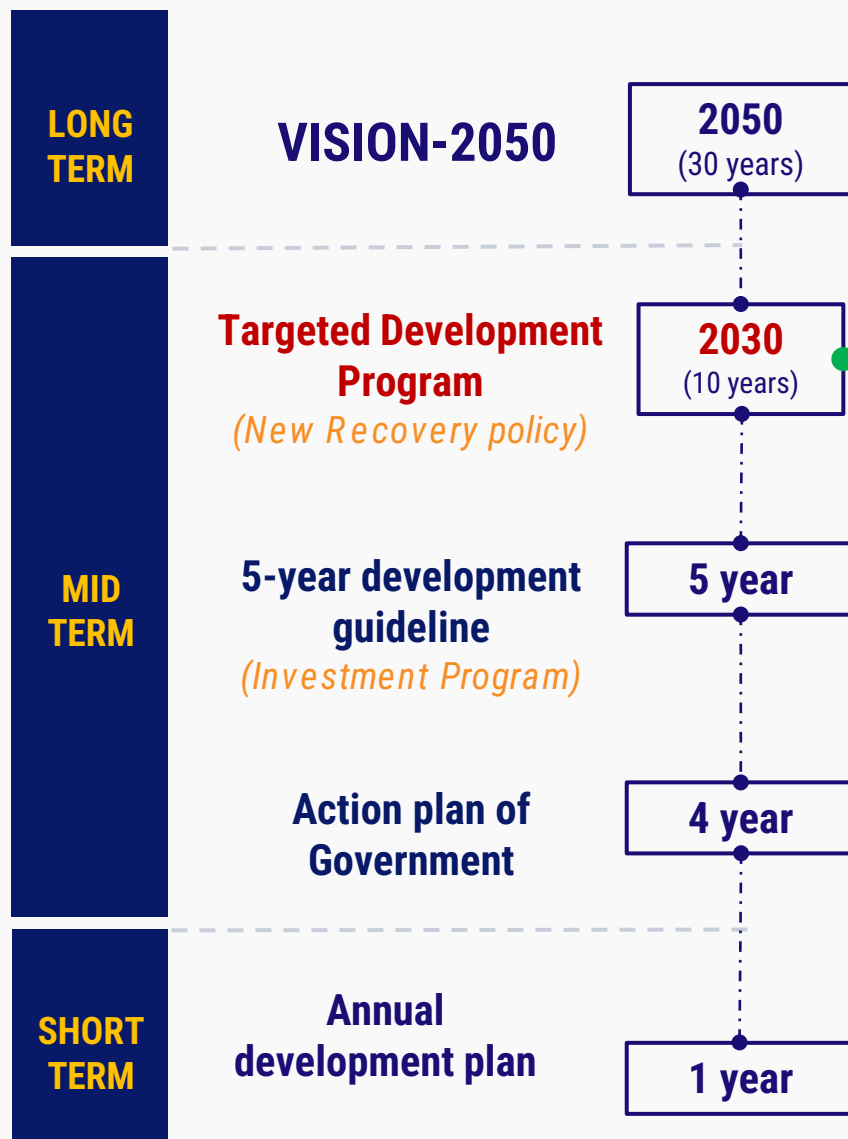 LONG
TERM
VISION-2050
2050
(30 years)
MID
TERM
Targeted Development
Program
(New Recovery policy)
2030
(10 years)
5-year development
guideline
(Investment Program)
5 year
Action plan of
Government
4 year
SHORT
TERM
Annual
development plan
1 year